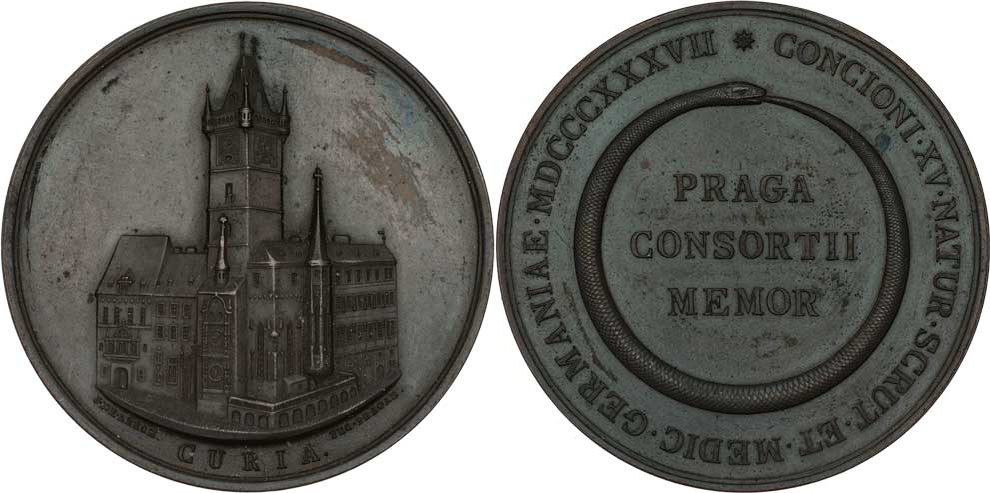 CURIA.
CONCIONI·XV·NATUR·SCRUT·ET·MEDIC·GERMANIAE·MDCCCXXXVII
PRAGA
CONSORTII
MEMOR